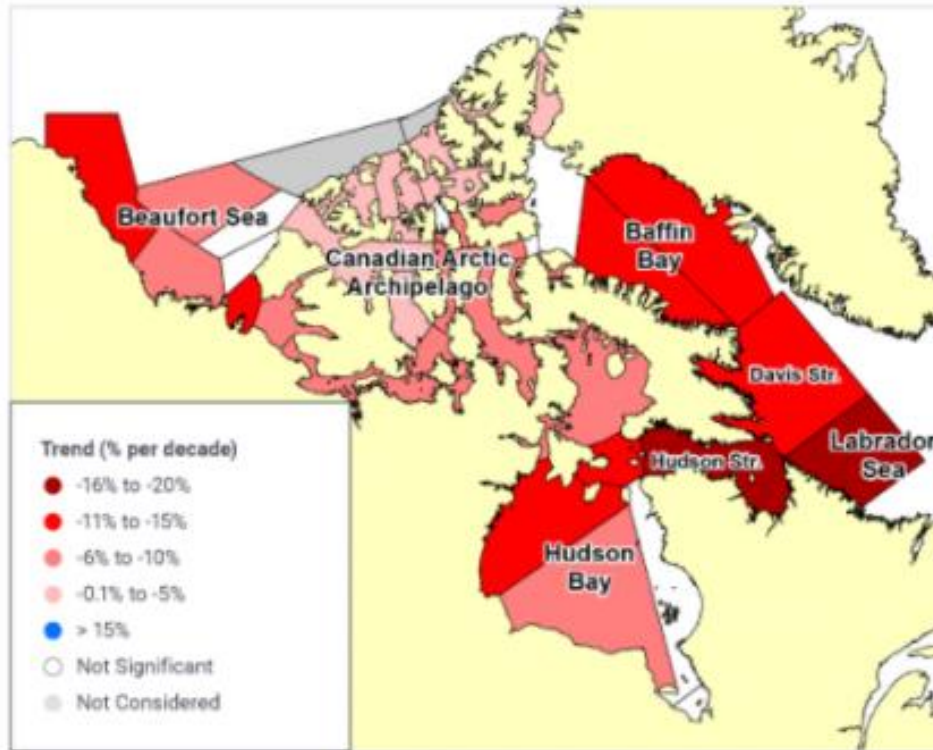 Beaufort Sea
Canadian Arctic
Archipelago
Baffin
Bay
Davis Str.
Labrador
Sea
Hudson Str.
Hudson
Bay
Trend (% per decade)
-16% to -20%
-11% to -15%
-6% to -10%
-0.1% to -5%
> 15%
Not Significant
Not Considered